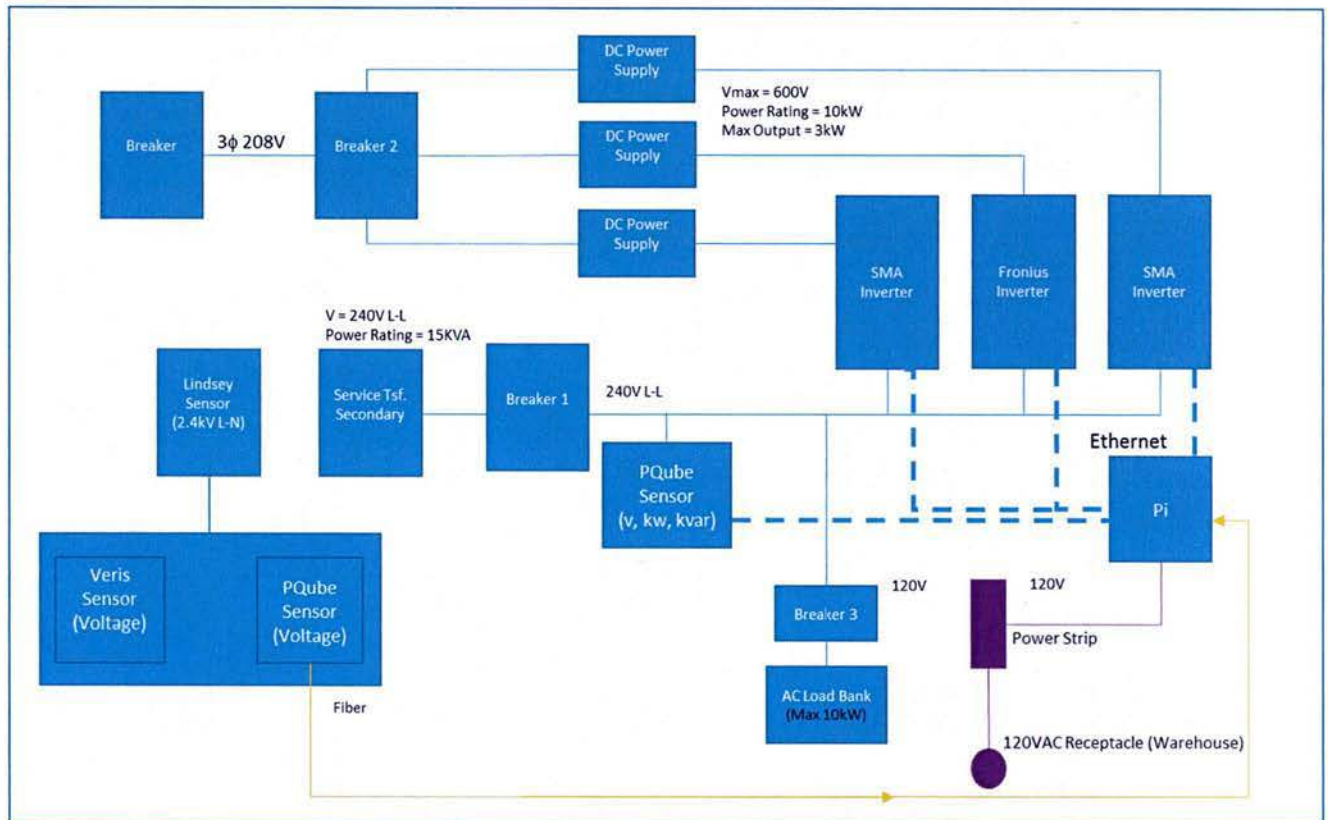 DC Power
Supply
Vmax = 600V
Power Rating = 10kW
Max Output = 3kW
Breaker
3ϕ 208V
Breaker 2
DC Power
Supply
DC Power
Supply
SMA
Inverter
Fronius
Inverter
SMA
Inverter
V = 240V L-L
Power Rating = 15KVA
Lindsey
Sensor
(2.4kV L-N)
Service Tsf.
Secondary
Breaker 1
240V L-L
Ethernet
PQube
Sensor
(v, kw, kvar)
Pi
Veris
Sensor
(Voltage)
PQube
Sensor
(Voltage)
120V
Breaker 3
120V
Power Strip
AC Load Bank
(Max 10kW)
Fiber
120VAC Receptacle (Warehouse)